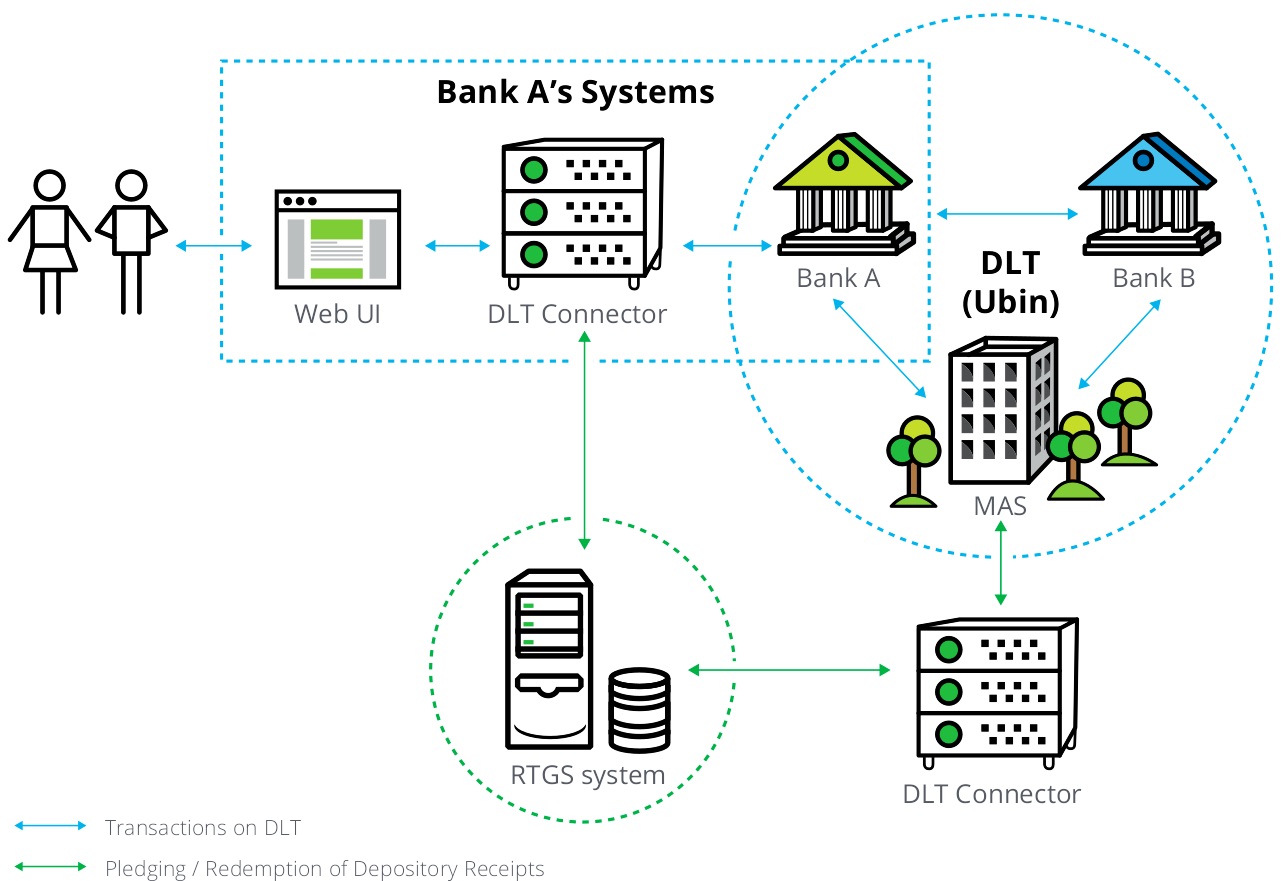 Bank A’s Systems
Web UI
DLT Connector
Bank A
DLT
(Ubin)
Bank B
MAS
RTGS system
DLT Connector
Transactions on DLT
Pledging / Redemption of Depository Receipts